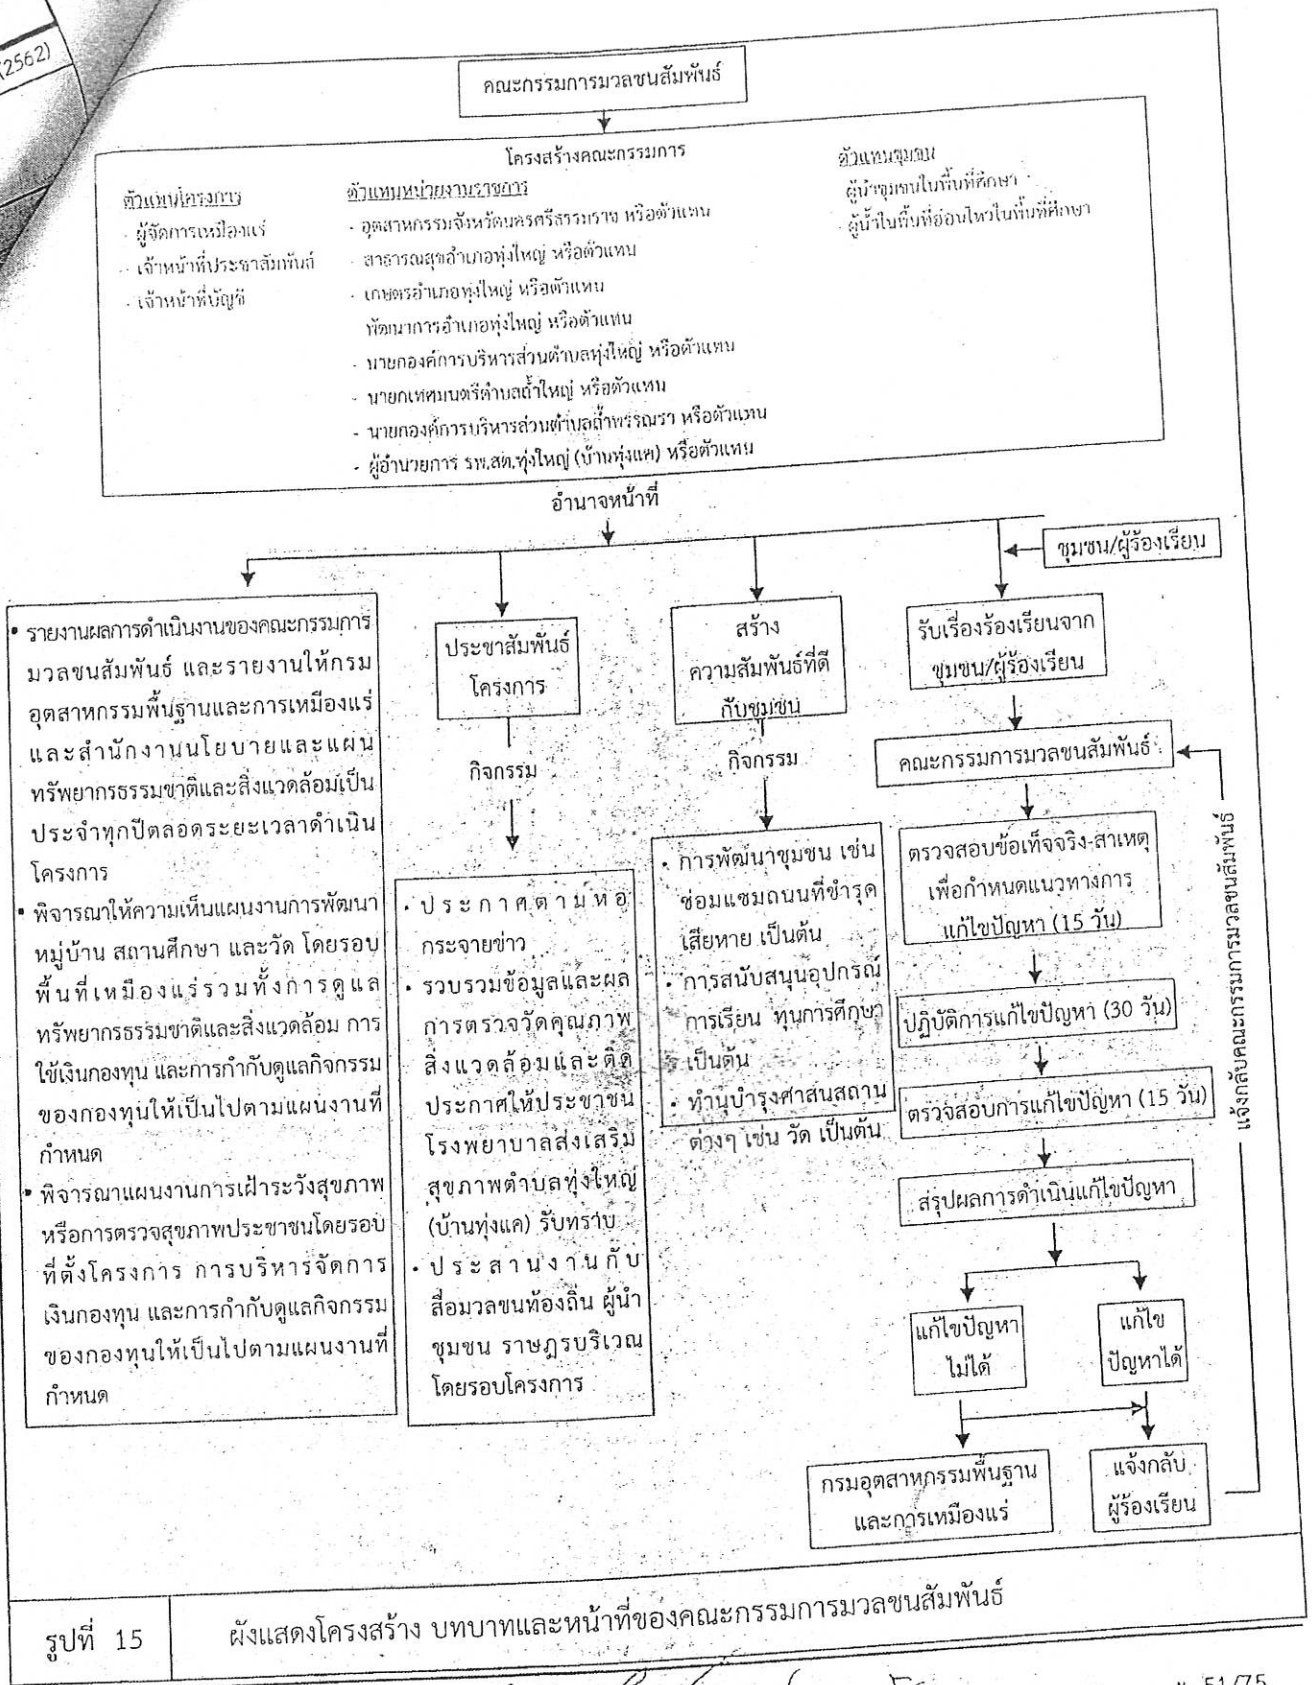 (2562)
คณะกรรมการมวลชนสัมพันธ์
โครงสร้างคณะกรรมการ
ตัวแทนโครงการ
- ผู้จัดการเหมืองแร่
- เจ้าหน้าที่ประชาสัมพันธ์
- เจ้าหน้าที่บัญชี
ตัวแทนหน่วยงานราชการ
- อุตสาหกรรมจังหวัดนครศรีธรรมราช หรือตัวแทน
- สาธารณสุขอำเภอทุ่งใหญ่ หรือตัวแทน
- เกษตรอำเภอทุ่งใหญ่ หรือตัวแทน
พัฒนาการอำเภอทุ่งใหญ่ หรือตัวแทน
- นายกองค์การบริหารส่วนตำบลทุ่งใหญ่ หรือตัวแทน
- นายกเทศมนตรีตำบลถ้ำใหญ่ หรือตัวแทน
- นายกองค์การบริหารส่วนตำบลถ้ำพรรณรา หรือตัวแทน
- ผู้อำนวยการ รพ.สต.ทุ่งใหญ่ (บ้านทุ่งแค) หรือตัวแทน
ตัวแทนชุมชน
ผู้นำชุมชนในพื้นที่ศึกษา
- ผู้นำในพื้นที่อ่อนไหวในพื้นที่ศึกษา
อำนาจหน้าที่
ชุมชน/ผู้ร้องเรียน
• รายงานผลการดำเนินงานของคณะกรรมการ
มวลชนสัมพันธ์ และรายงานให้กรม
อุตสาหกรรมพื้นฐานและการเหมืองแร่
และสำนักงานนโยบายและแผน
ทรัพยากรธรรมชาติและสิ่งแวดล้อมเป็น
ประจำทุกปีตลอดระยะเวลาดำเนิน
โครงการ
• พิจารณาให้ความเห็นแผนงานการพัฒนา
หมู่บ้าน สถานศึกษา และวัด โดยรอบ
พื้นที่เหมืองแร่รวมทั้งการดูแล
ทรัพยากรธรรมชาติและสิ่งแวดล้อม การ
ใช้เงินกองทุน และการกำกับดูแลกิจกรรม
ของกองทุนให้เป็นไปตามแผนงานที่
กำหนด
• พิจารณาแผนงานการเฝ้าระวังสุขภาพ
หรือการตรวจสุขภาพประชาชนโดยรอบ
ที่ตั้งโครงการ การบริหารจัดการ
เงินกองทุน และการกำกับดูแลกิจกรรม
ของกองทุนให้เป็นไปตามแผนงานที่
กำหนด
ประชาสัมพันธ์
โครงการ
กิจกรรม
• ประกาศตามหอ
กระจายข่าว
• รวบรวมข้อมูลและผล
การตรวจวัดคุณภาพ
สิ่งแวดล้อมและติด
ประกาศให้ประชาชน
โรงพยาบาลส่งเสริม
สุขภาพตำบลทุ่งใหญ่
(บ้านทุ่งแค) รับทราบ
• ประสานงานกับ
สื่อมวลชนท้องถิ่น ผู้นำ
ชุมชน ราษฎรบริเวณ
โดยรอบโครงการ
สร้าง
ความสัมพันธ์ที่ดี
กับชุมชน
กิจกรรม
• การพัฒนาชุมชน เช่น
ซ่อมแซมถนนที่ชำรุด
เสียหาย เป็นต้น
• การสนับสนุนอุปกรณ์
การเรียน ทุนการศึกษา
เป็นต้น
• ทำนุบำรุงศาสนสถาน
ต่างๆ เช่น วัด เป็นต้น
รับเรื่องร้องเรียนจาก
ชุมชน/ผู้ร้องเรียน
คณะกรรมการมวลชนสัมพันธ์
ตรวจสอบข้อเท็จจริง-สาเหตุ
เพื่อกำหนดแนวทางการ
แก้ไขปัญหา (15 วัน)
ปฏิบัติการแก้ไขปัญหา (30 วัน)
ตรวจสอบการแก้ไขปัญหา (15 วัน)
สรุปผลการดำเนินแก้ไขปัญหา
แก้ไขปัญหา
ไม่ได้
แก้ไข
ปัญหาได้
กรมอุตสาหกรรมพื้นฐาน
และการเหมืองแร่
แจ้งกลับ
ผู้ร้องเรียน
แจ้งกลับคณะกรรมการมวลชนสัมพันธ์
รูปที่ 15
ผังแสดงโครงสร้าง บทบาทและหน้าที่ของคณะกรรมการมวลชนสัมพันธ์
51/75